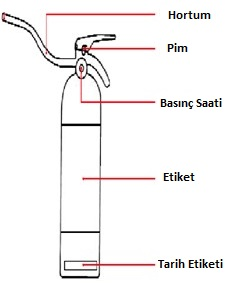 Hortum
Pim
Basınç Saati
Etiket
Tarih Etiketi